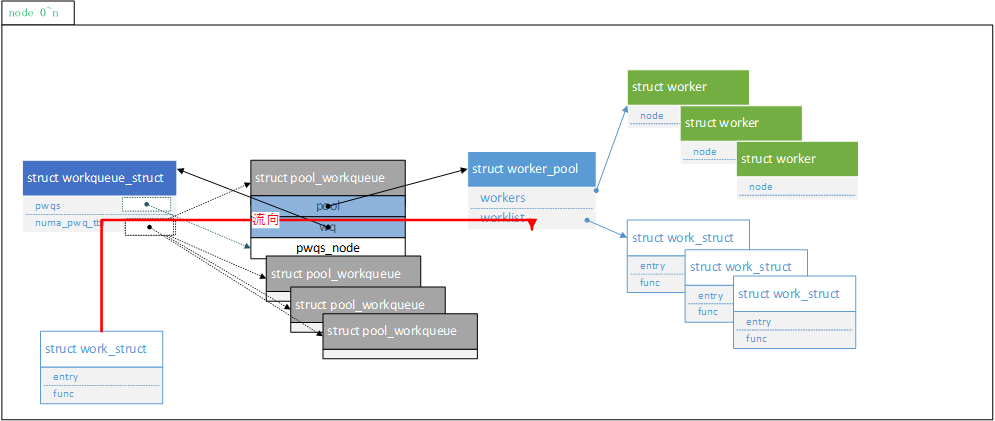 node 0~n
struct worker
node
struct worker
node
struct worker
node
struct workqueue_struct
pwqs
numa_pwq_tb
struct pool_workqueue
pool
wq
pwqs_node
struct pool_workqueue
struct pool_workqueue
struct pool_workqueue
流向
struct worker_pool
workers
worklist
struct work_struct
entry
func
struct work_struct
entry
func
struct work_struct
entry
func
struct work_struct
entry
func